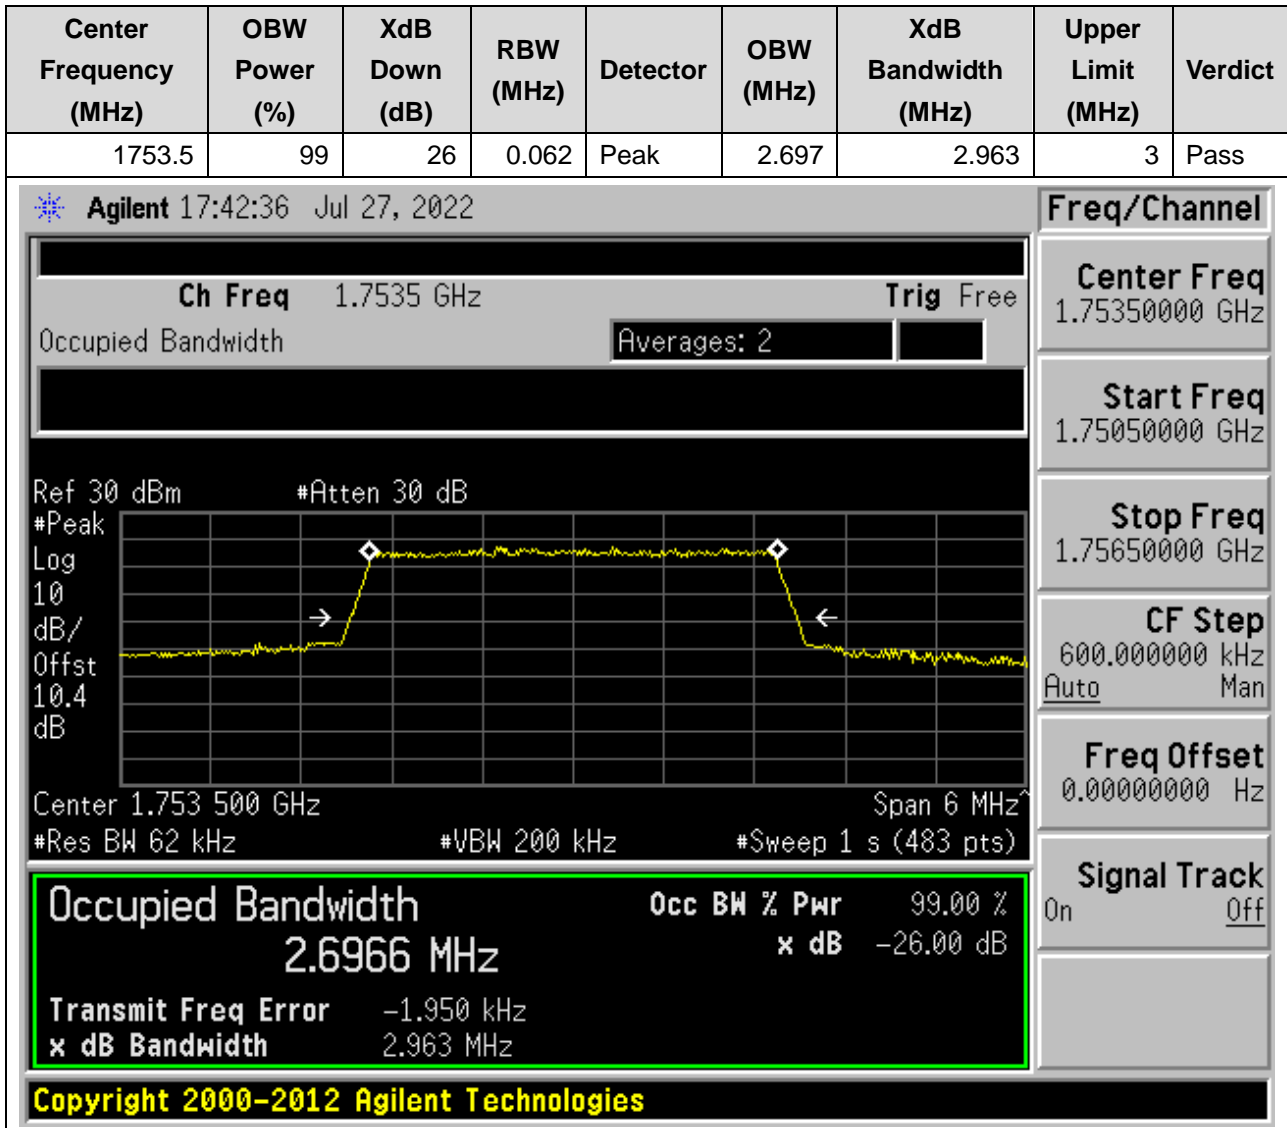 Center Frequency (MHz) OBW Power (%) XdB Down (dB) RBW (MHz) Detector OBW (MHz) XdB Bandwidth (MHz) Upper Limit (MHz) Verdict
1753.5 99 26 0.062 Peak 2.697 2.963 3 Pass
Agilent 17:42:36 Jul 27, 2022
Freq/Channel
Ch Freq 1.7535 GHz Trig Free
Occupied Bandwidth Averages: 2
Center Freq
1.75350000 GHz
Start Freq
1.75050000 GHz
Stop Freq
1.75650000 GHz
CF Step
600.000000 kHz
Auto Man
Freq Offset
0.00000000 Hz
Signal Track
On Off
Ref 30 dBm #Atten 30 dB
#Peak
Log
10
dB/
Offst
10.4
dB
Center 1.753 500 GHz Span 6 MHz^
#Res BW 62 kHz #VBW 200 kHz #Sweep 1 s (483 pts)
Occupied Bandwidth Occ BW % Pwr 99.00 %
2.6966 MHz x dB -26.00 dB
Transmit Freq Error -1.950 kHz
x dB Bandwidth 2.963 MHz
Copyright 2000-2012 Agilent Technologies